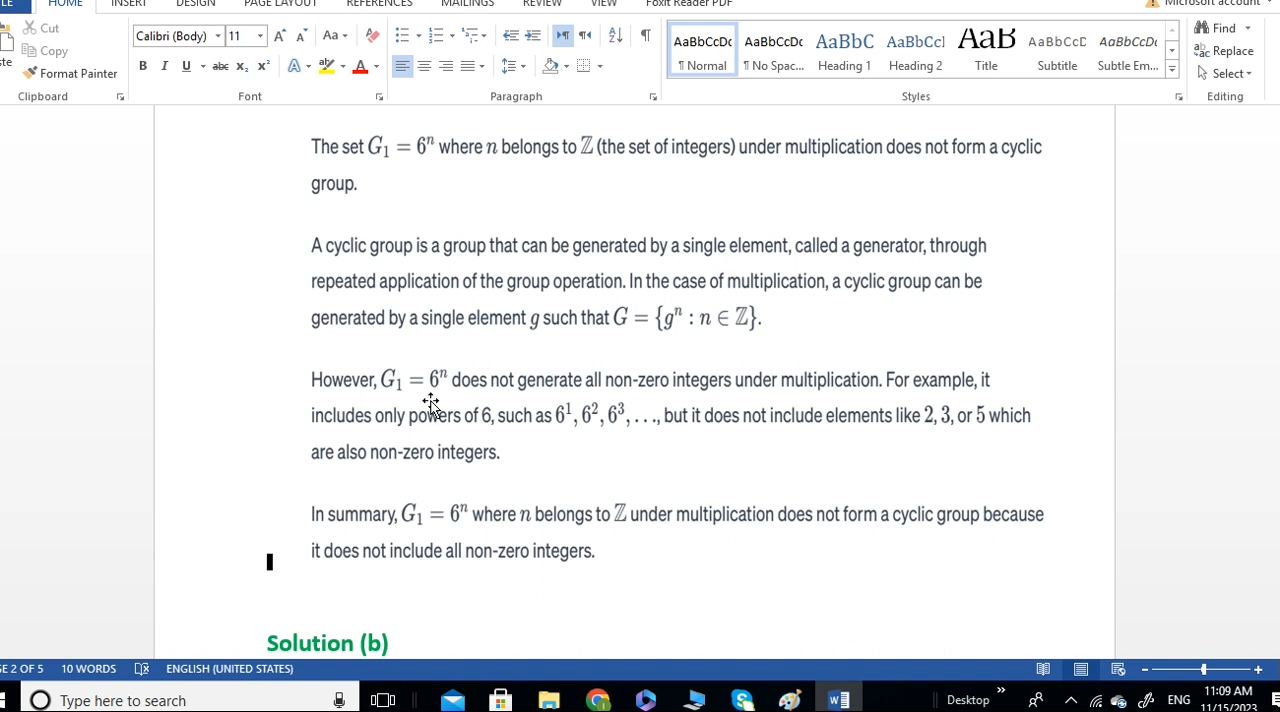 HOME INSERT DESIGN PAGE LAYOUT REFERENCES MAILINGS REVIEW VIEW Foxit Reader PDF Microsoft account
Cut
Copy
Format Painter
Clipboard
Calibri (Body) 11
Font
Paragraph
AaBbCcDc AaBbCcDc AaBbC AaBbCcl AaB AaBbCcD AaBbCcDc
¶ Normal ¶ No Spac... Heading 1 Heading 2 Title Subtitle Subtle Em...
Styles
Find
Replace
Select
Editing
The set G₁ = 6ⁿ where n belongs to ℤ (the set of integers) under multiplication does not form a cyclic
group.
A cyclic group is a group that can be generated by a single element, called a generator, through
repeated application of the group operation. In the case of multiplication, a cyclic group can be
generated by a single element g such that G = {gⁿ : n ∈ ℤ}.
However, G₁ = 6ⁿ does not generate all non-zero integers under multiplication. For example, it
includes only powers of 6, such as 6¹, 6², 6³, . . ., but it does not include elements like 2, 3, or 5 which
are also non-zero integers.
In summary, G₁ = 6ⁿ where n belongs to ℤ under multiplication does not form a cyclic group because
it does not include all non-zero integers.
Solution (b)
GE 2 OF 5 10 WORDS ENGLISH (UNITED STATES)
Type here to search
Desktop
ENG
11:09 AM
11/15/2023